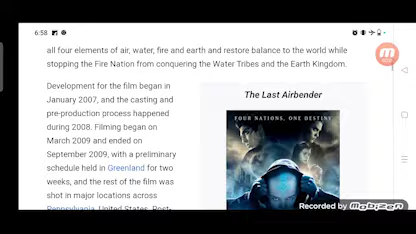 6:58
all four elements of air, water, fire and earth and restore balance to the world while
stopping the Fire Nation from conquering the Water Tribes and the Earth Kingdom.
Development for the film began in
January 2007, and the casting and
pre-production process happened
during 2008. Filming began on
March 2009 and ended on
September 2009, with a preliminary
schedule held in Greenland for two
weeks, and the rest of the film was
shot in major locations across
Pennsylvania, United States. Post-
The Last Airbender
FOUR NATIONS, ONE DESTINY
Recorded by Mobizen